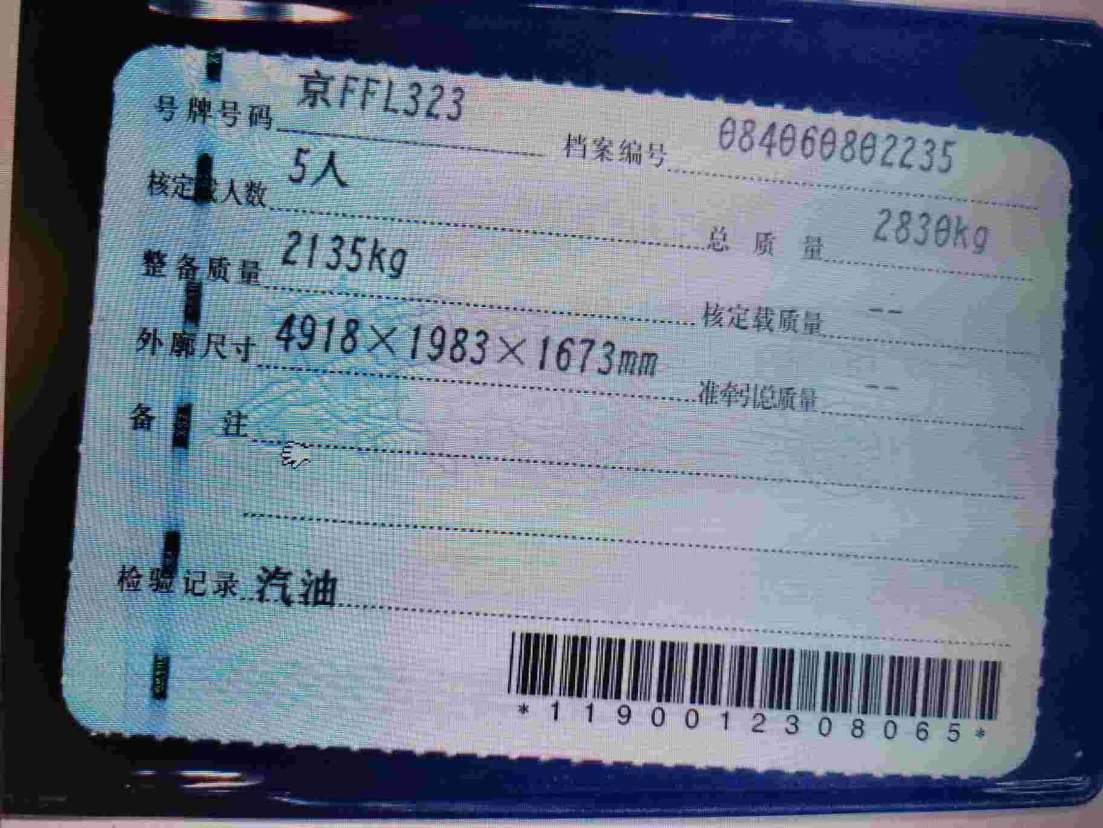 号牌号码 京FFL323 档案编号 084060802235
核定载人数 5人 总质量 2830kg
整备质量 2135kg 核定载质量 --
外廓尺寸 4918×1983×1673mm 准牵引总质量 --
备注
检验记录 汽油
*1190012308065*